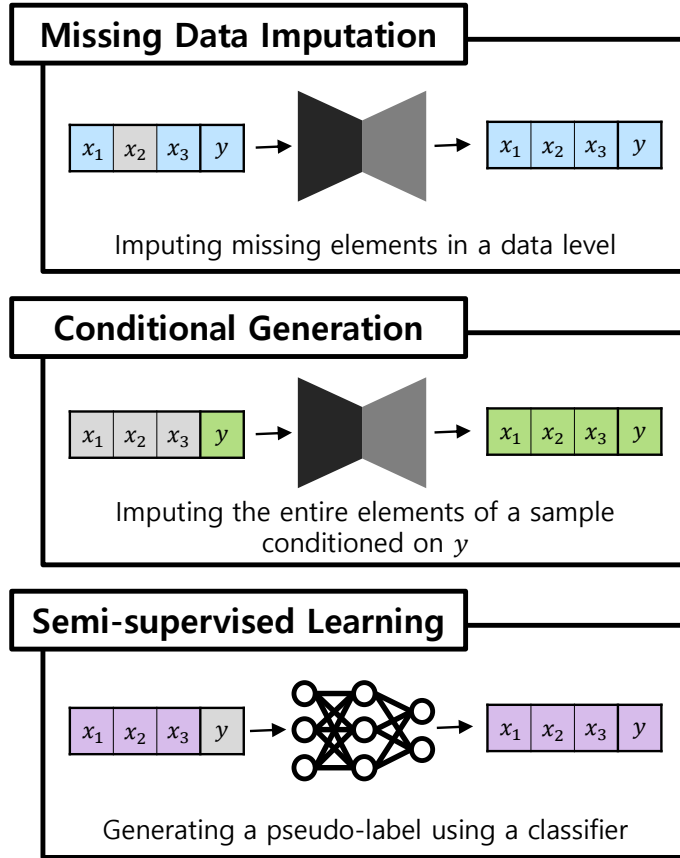 Missing Data Imputation
x₁ x₂ x₃ y x₁ x₂ x₃ y
Imputing missing elements in a data level
Conditional Generation
x₁ x₂ x₃ y x₁ x₂ x₃ y
Imputing the entire elements of a sample
conditioned on y
Semi-supervised Learning
x₁ x₂ x₃ y x₁ x₂ x₃ y
Generating a pseudo-label using a classifier